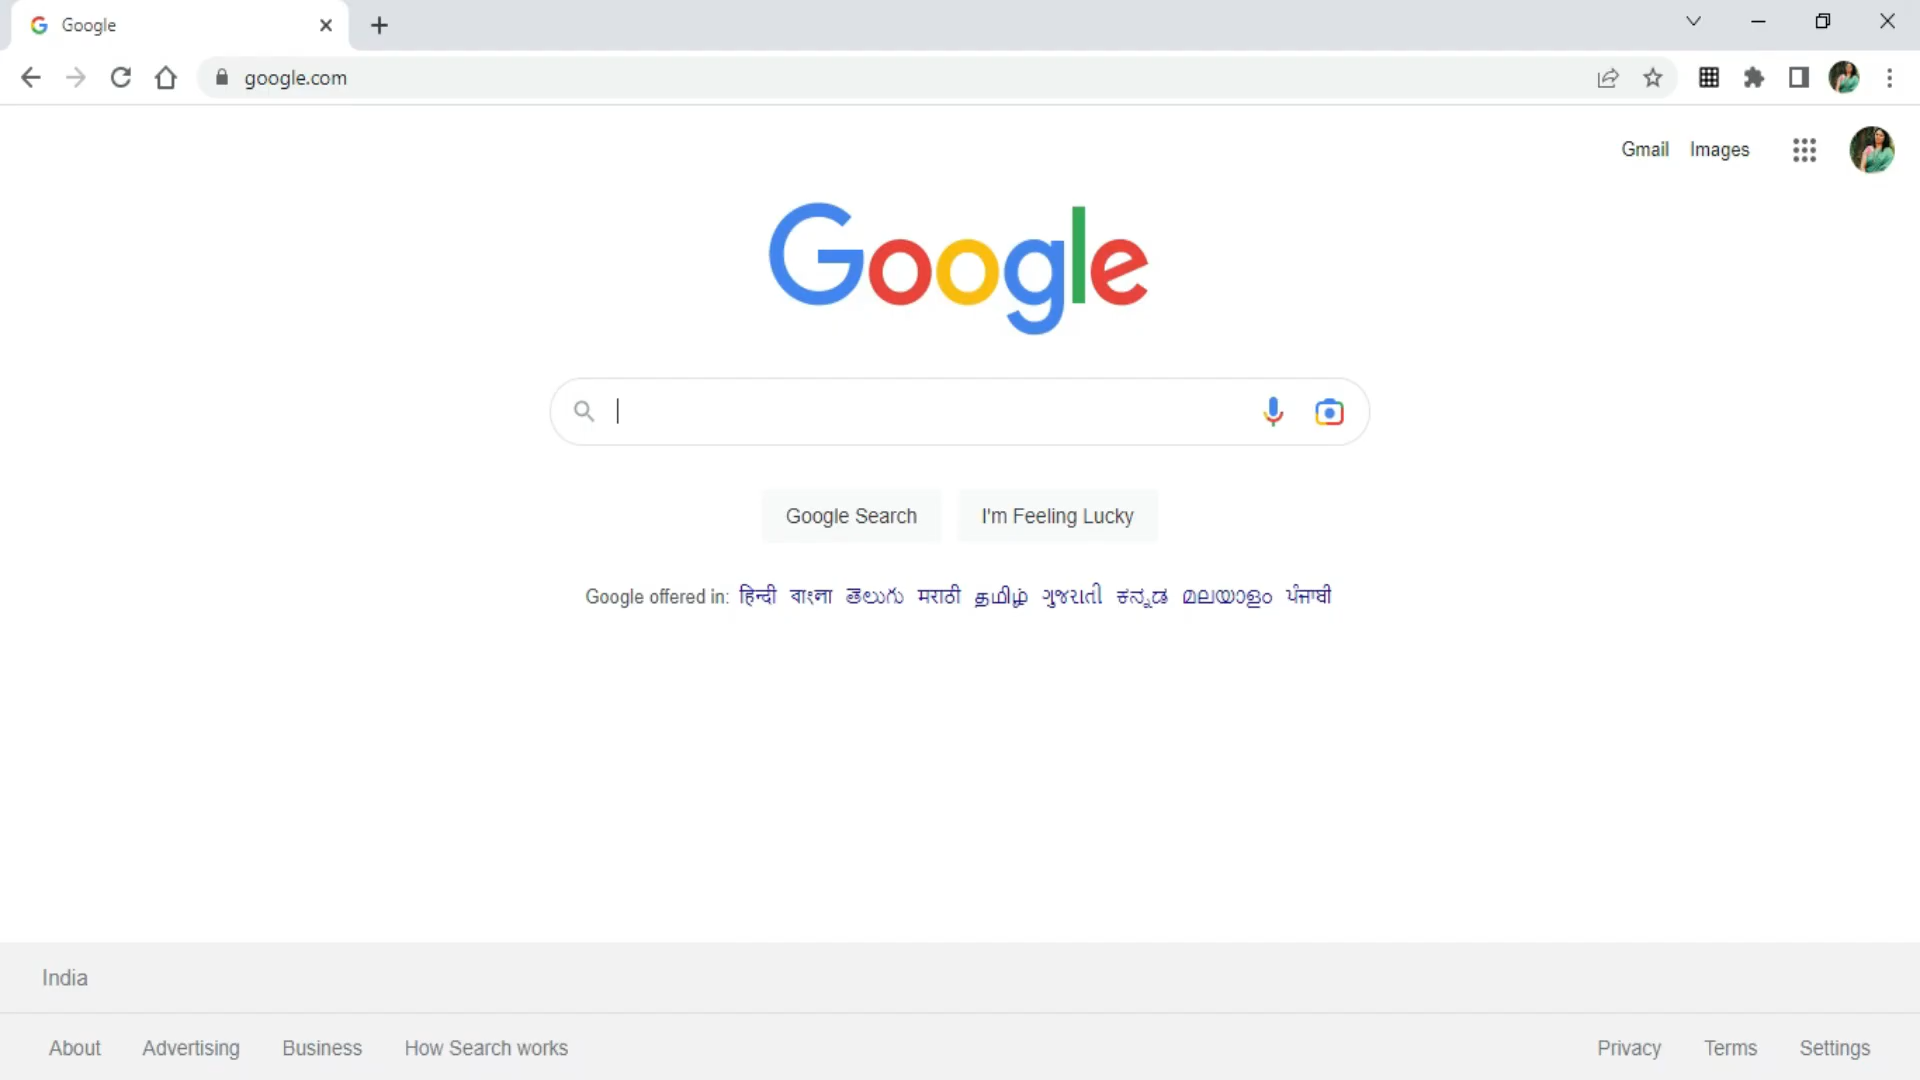 Google
google.com
Gmail Images
Google
Google Search I'm Feeling Lucky
Google offered in: हिन्दी বাংলা తెలుగు मराठी தமிழ் ગુજરાતી ಕನ್ನಡ മലയാളം ਪੰਜਾਬੀ
India
About Advertising Business How Search works Privacy Terms Settings